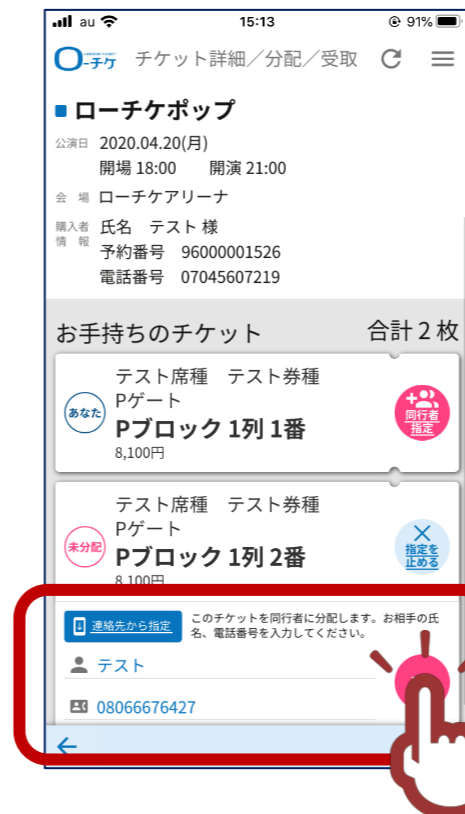 au 15:13 91%
ローチケ チケット詳細/分配/受取
■ ローチケポップ
公演日 2020.04.20(月)
開場 18:00 開演 21:00
会場 ローチケアリーナ
購入者情報 氏名 テスト 様
予約番号 96000001526
電話番号 07045607219
お手持ちのチケット 合計 2 枚
テスト席種 テスト券種
Pゲート
あなた
Pブロック 1列 1番
8,100円
同行者
指定
テスト席種 テスト券種
Pゲート
未分配
Pブロック 1列 2番
8,100円
指定を
止める
連絡先から指定
このチケットを同行者に分配します。お相手の氏
名、電話番号を入力してください。
テスト
08066676427